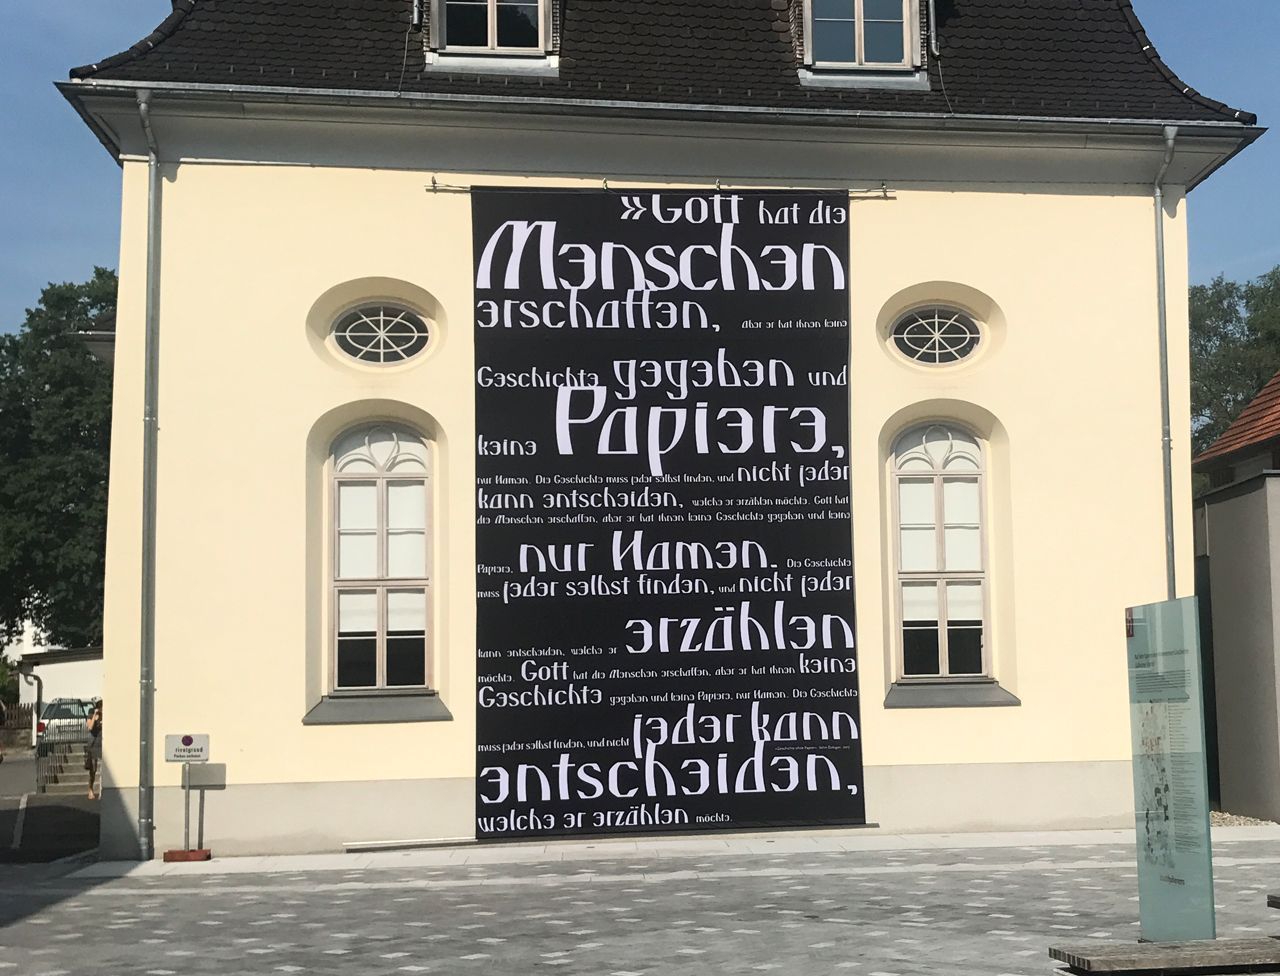 »Gott hat die
Menschen
erschaffen, aber er hat ihnen keine
Geschichte gegeben und
keine Papiere,
nur Namen. Die Geschichte muss jeder selbst finden, und nicht jeder
kann entscheiden, welche er erzählen möchte. Gott hat
die Menschen erschaffen, aber er hat ihnen keine Geschichte gegeben und keine
Papiere, nur Namen. Die Geschichte
muss jeder selbst finden, und nicht jeder
kann entscheiden, welche er erzählen
möchte. Gott hat die Menschen erschaffen, aber er hat ihnen keine
Geschichte gegeben und keine Papiere, nur Namen. Die Geschichte
muss jeder selbst finden, und nicht jeder kann
entscheiden,
welche er erzählen möchte.
Privatgrund
Parken verboten